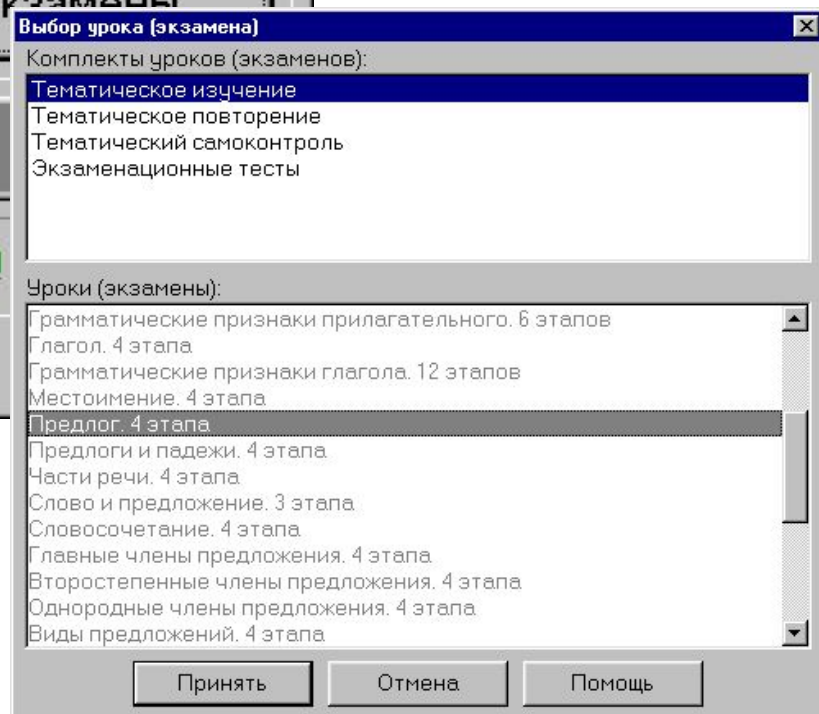 Выбор урока (экзамена)
Комплекты уроков (экзаменов):
Тематическое изучение
Тематическое повторение
Тематический самоконтроль
Экзаменационные тесты
Уроки (экзамены):
Грамматические признаки прилагательного. 6 этапов
Глагол. 4 этапа
Грамматические признаки глагола. 12 этапов
Местоимение. 4 этапа
Предлог. 4 этапа
Предлоги и падежи. 4 этапа
Части речи. 4 этапа
Слово и предложение. 3 этапа
Словосочетание. 4 этапа
Главные члены предложения. 4 этапа
Второстепенные члены предложения. 4 этапа
Однородные члены предложения. 4 этапа
Виды предложений. 4 этапа
Принять Отмена Помощь